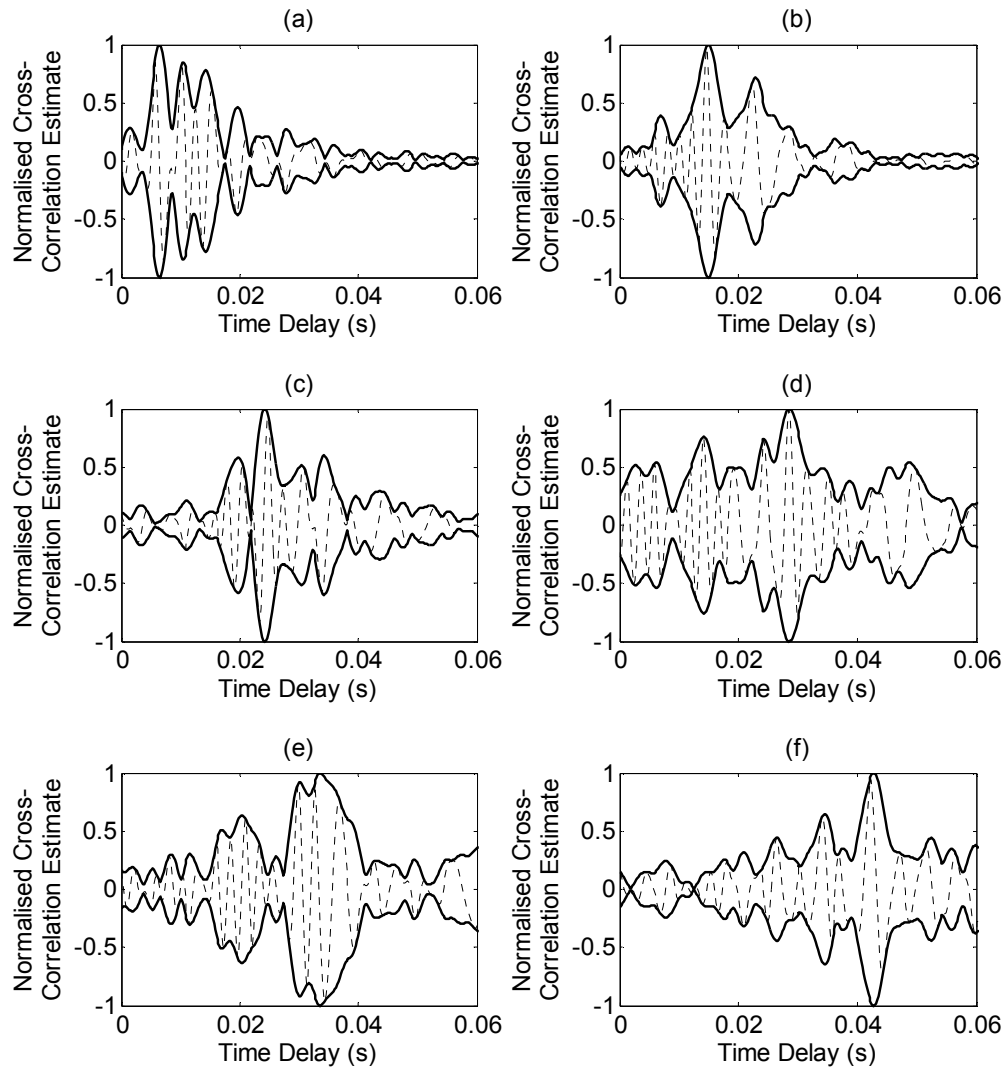 (a)
Normalised Cross-
Correlation Estimate
1
0.5
0
-0.5
-1
0
0.02
0.04
0.06
Time Delay (s)
(b)
Normalised Cross-
Correlation Estimate
1
0.5
0
-0.5
-1
0
0.02
0.04
0.06
Time Delay (s)
(c)
Normalised Cross-
Correlation Estimate
1
0.5
0
-0.5
-1
0
0.02
0.04
0.06
Time Delay (s)
(d)
Normalised Cross-
Correlation Estimate
1
0.5
0
-0.5
-1
0
0.02
0.04
0.06
Time Delay (s)
(e)
Normalised Cross-
Correlation Estimate
1
0.5
0
-0.5
-1
0
0.02
0.04
0.06
Time Delay (s)
(f)
Normalised Cross-
Correlation Estimate
1
0.5
0
-0.5
-1
0
0.02
0.04
0.06
Time Delay (s)